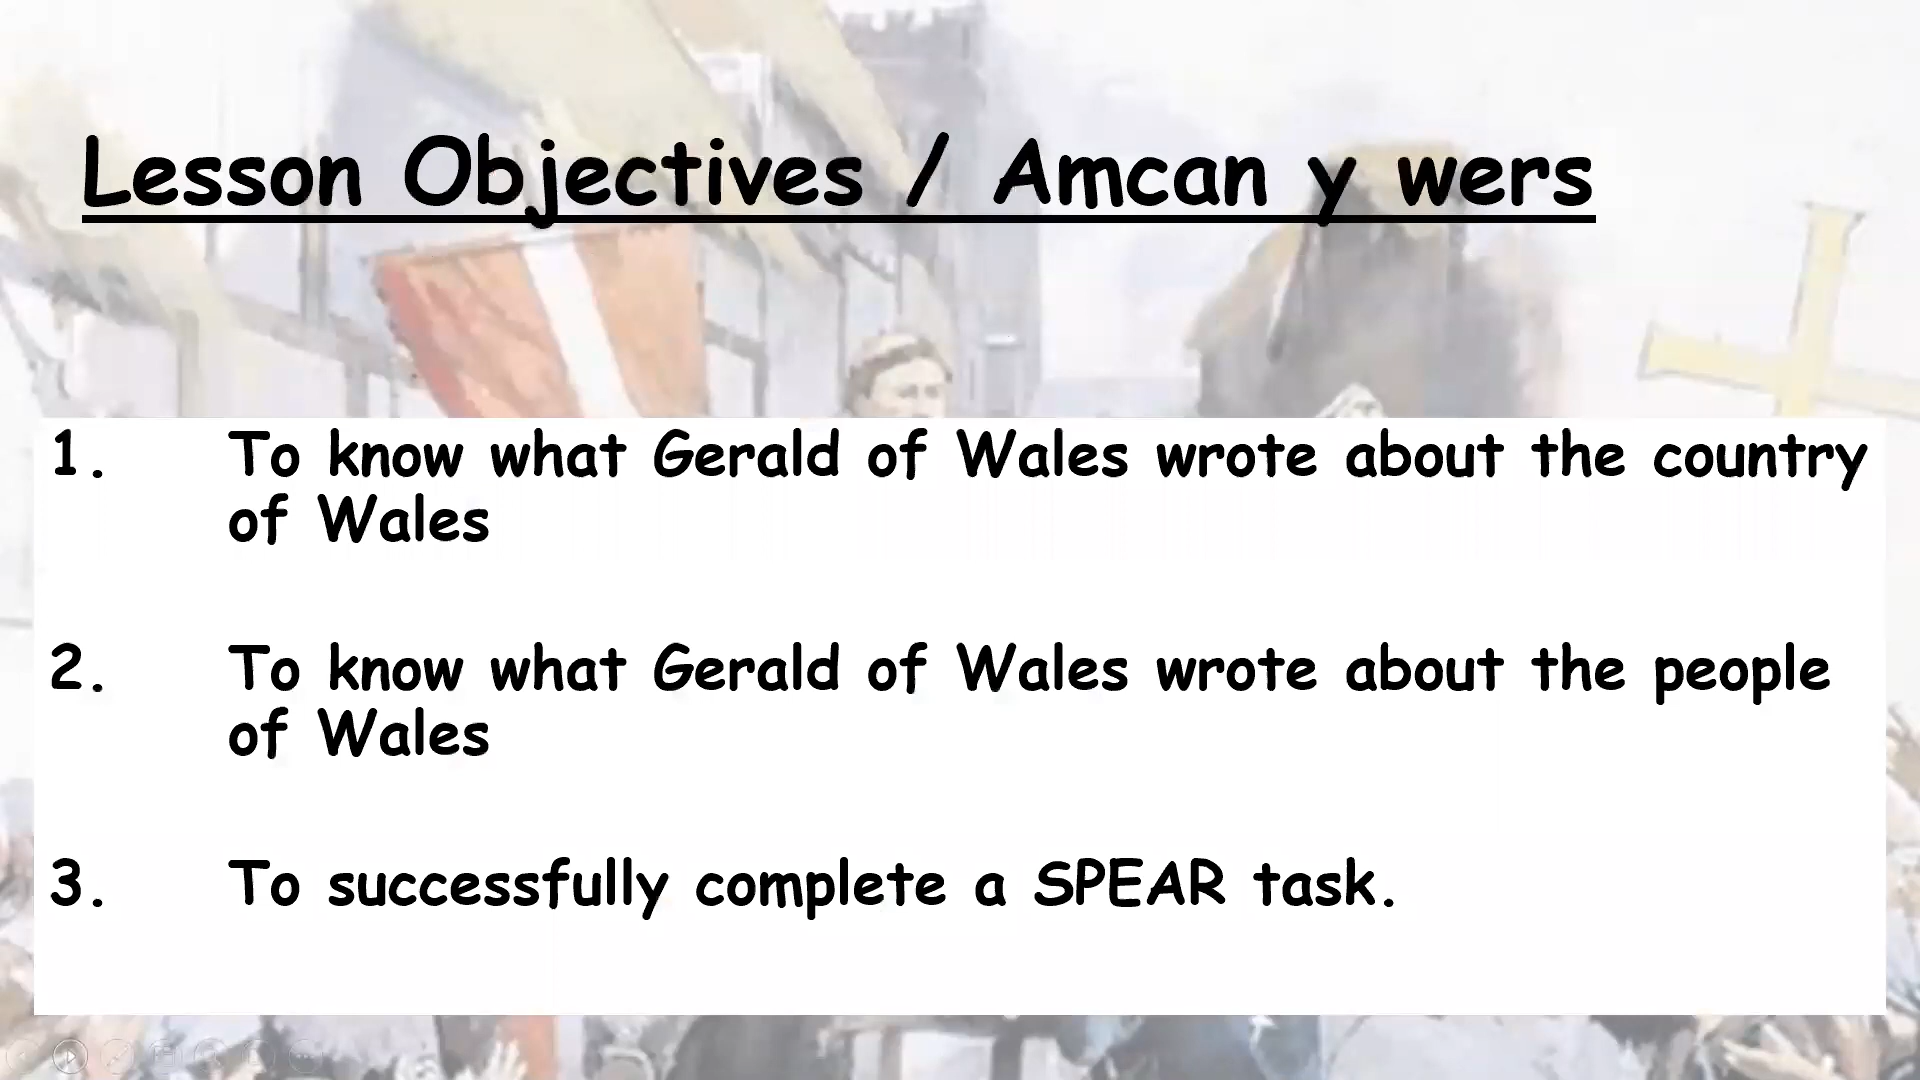 Lesson Objectives / Amcan y wers
1. To know what Gerald of Wales wrote about the country
of Wales
2. To know what Gerald of Wales wrote about the people
of Wales
3. To successfully complete a SPEAR task.